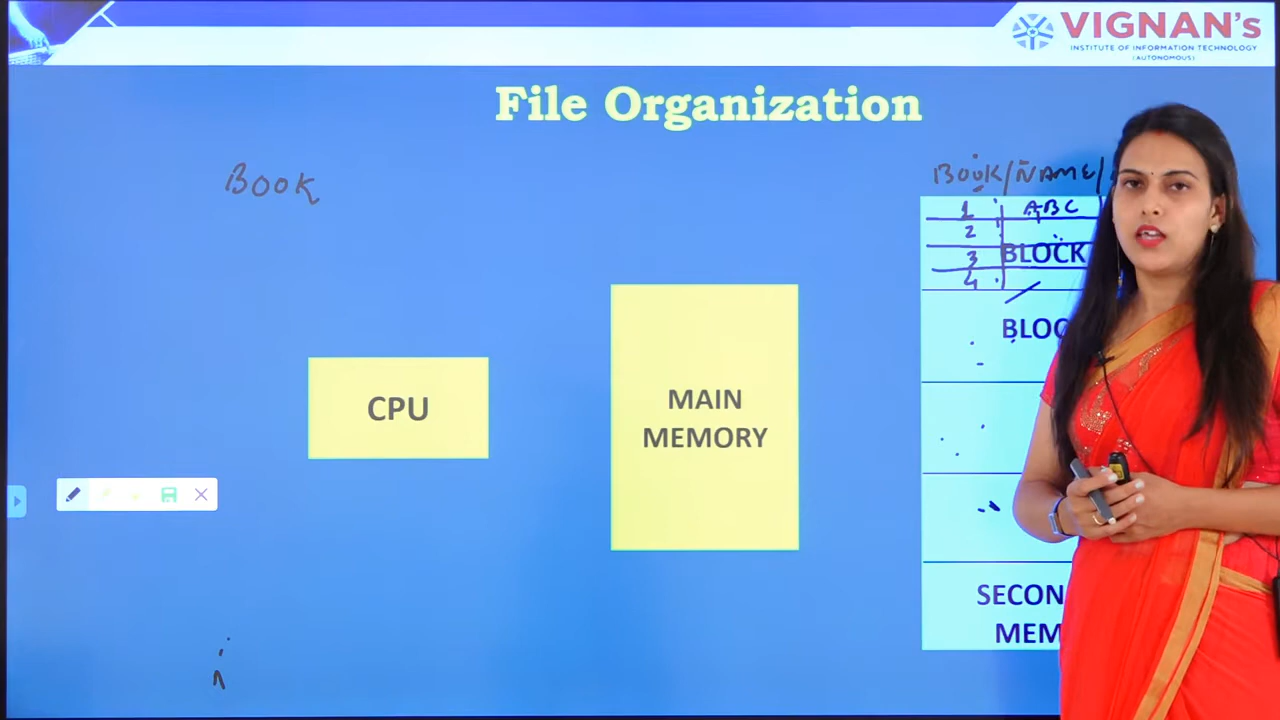 VIGNAN's
INSTITUTE OF INFORMATION TECHNOLOGY
(AUTONOMOUS)
File Organization
BOOK
BOOK/NAME/
1 ABC
2
3 BLOCK
4
BLOC
CPU
MAIN
MEMORY
SECON
MEM